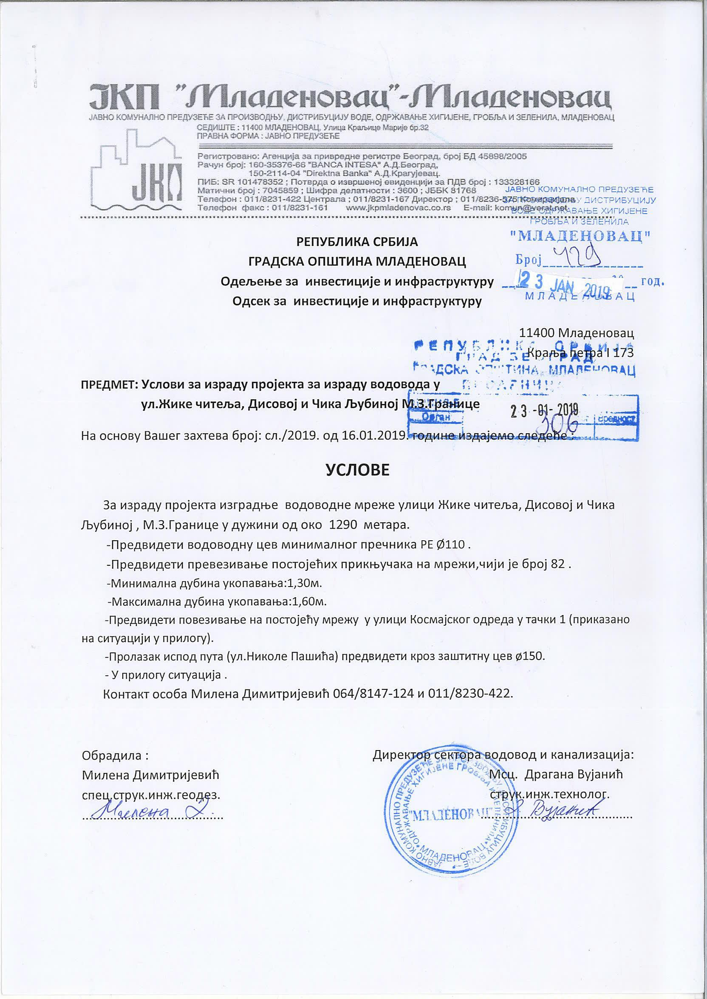 ЈКП "Младеновац"-Младеновац
ЈАВНО КОМУНАЛНО ПРЕДУЗЕЋЕ ЗА ПРОИЗВОДЊУ, ДИСТРИБУЦИЈУ ВОДЕ, ОДРЖАВАЊЕ ХИГИЈЕНЕ, ГРОБЉА И ЗЕЛЕНИЛА, МЛАДЕНОВАЦ
СЕДИШТЕ : 11400 МЛАДЕНОВАЦ, Улица Краљице Марије бр.32
ПРАВНА ФОРМА : ЈАВНО ПРЕДУЗЕЋЕ
ЈКП
Регистровано: Агенција за привредне регистре Београд, број БД 45898/2005
Рачун број: 160-35376-66 "BANCA INTESA" А.Д.Београд,
150-2114-04 "Direktna Banka" А.Д.Крагујевац.
ПИБ: SR 101478352 ; Потврда о извршеној евиденцији за ПДВ број : 133328166
Матични број : 7045859 ; Шифра делатности : 3600 ; ЈББК 81768
Телефон : 011/8231-422 Централа ; 011/8231-167 Директор ; 011/8236-575 Комерцијала
Телефон факс : 011/8231-161 www.jkpmladenovac.co.rs E-mail: komun@verat.net
ЈАВНО КОМУНАЛНО ПРЕДУЗЕЋЕ
ЗА ПРОИЗВОДЊУ ДИСТРИБУЦИЈУ
ВОДЕ ОДРЖАВАЊЕ ХИГИЈЕНЕ
ГРОБЉА И ЗЕЛЕНИЛА
"МЛАДЕНОВАЦ"
Број 429
23 JAN 2019 год.
МЛАДЕНОВАЦ
РЕПУБЛИКА СРБИЈА
ГРАДСКА ОПШТИНА МЛАДЕНОВАЦ
Одељење за инвестиције и инфраструктуру
Одсек за инвестиције и инфраструктуру
11400 Младеновац
Краља петра I 173
РЕПУБЛИКА СРБИЈА
ГРАД БЕОГРАД
ГРАДСКА ОПШТИНА МЛАДЕНОВАЦ
ПИСАРНИЦА
Орган
Вредност
23-01-2019
306
ПРЕДМЕТ: Услови за израду пројекта за израду водовода у
ул.Жике читеља, Дисовој и Чика Љубиној М.З.Границе
На основу Вашег захтева број: сл./2019. од 16.01.2019. године издајемо следеће :
УСЛОВЕ
За израду пројекта изградње водоводне мреже улици Жике читеља, Дисовој и Чика
Љубиној , М.З.Границе у дужини од око 1290 метара.
-Предвидети водоводну цев минималног пречника РЕ Ø110 .
-Предвидети превезивање постојећих прикњучака на мрежи,чији је број 82 .
-Минимална дубина укопавања:1,30м.
-Максимална дубина укопавања:1,60м.
-Предвидети повезивање на постојећу мрежу у улици Космајског одреда у тачки 1 (приказано
на ситуацији у прилогу).
-Пролазак испод пута (ул.Николе Пашића) предвидети кроз заштитну цев ø150.
- У прилогу ситуација .
Контакт особа Милена Димитријевић 064/8147-124 и 011/8230-422.
Обрадила :
Милена Димитријевић
спец.струк.инж.геодез.
Милена Д.
Директор сектора водовод и канализација:
Мсц. Драгана Вујанић
струк.инж.технолог.
Д. Вујанић
ЈАВНО КОМУНАЛНО ПРЕДУЗЕЋЕ ЗА ПРОИЗВОДЊУ ДИСТРИБУЦИЈУ ВОДЕ
ОДРЖАВАЊЕ ХИГИЈЕНЕ ГРОБЉА И ЗЕЛЕНИЛА
"МЛАДЕНОВАЦ"
МЛАДЕНОВАЦ